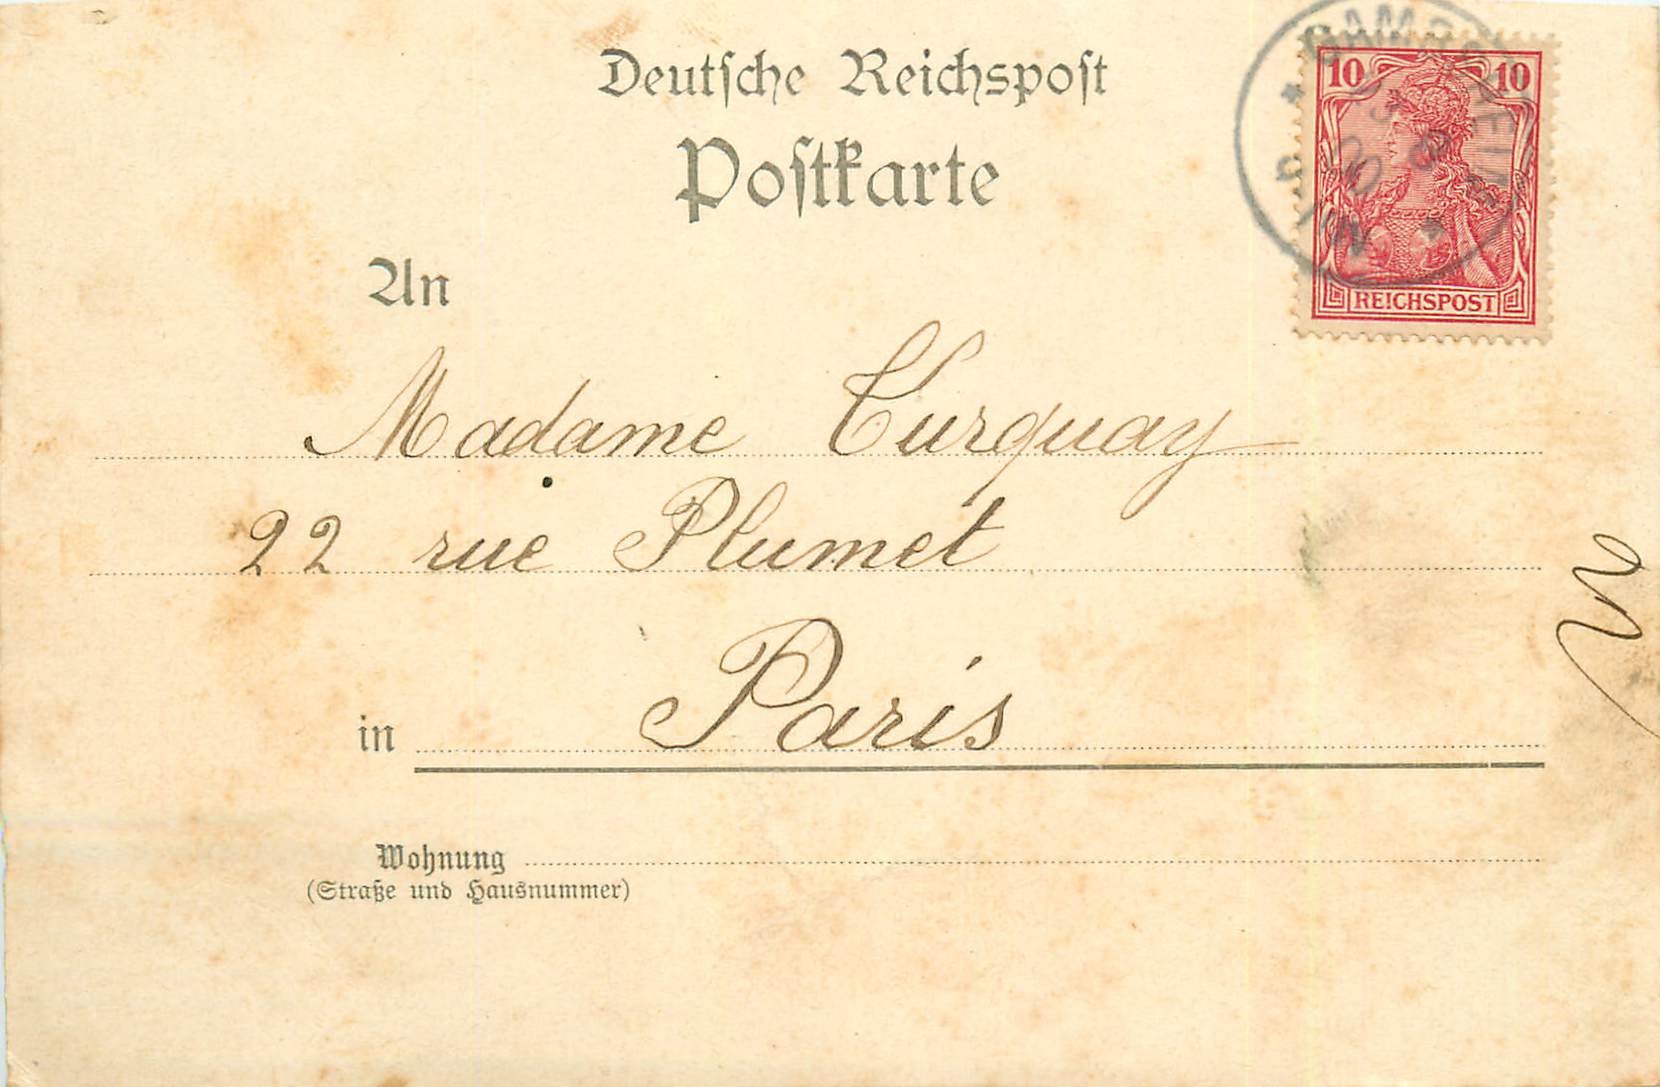 Deutsche Reichspost
Postkarte
10 10
REICHSPOST
An
Madame Turquay
22 rue Plumet
in Paris
Wohnung
(Straße und Hausnummer)